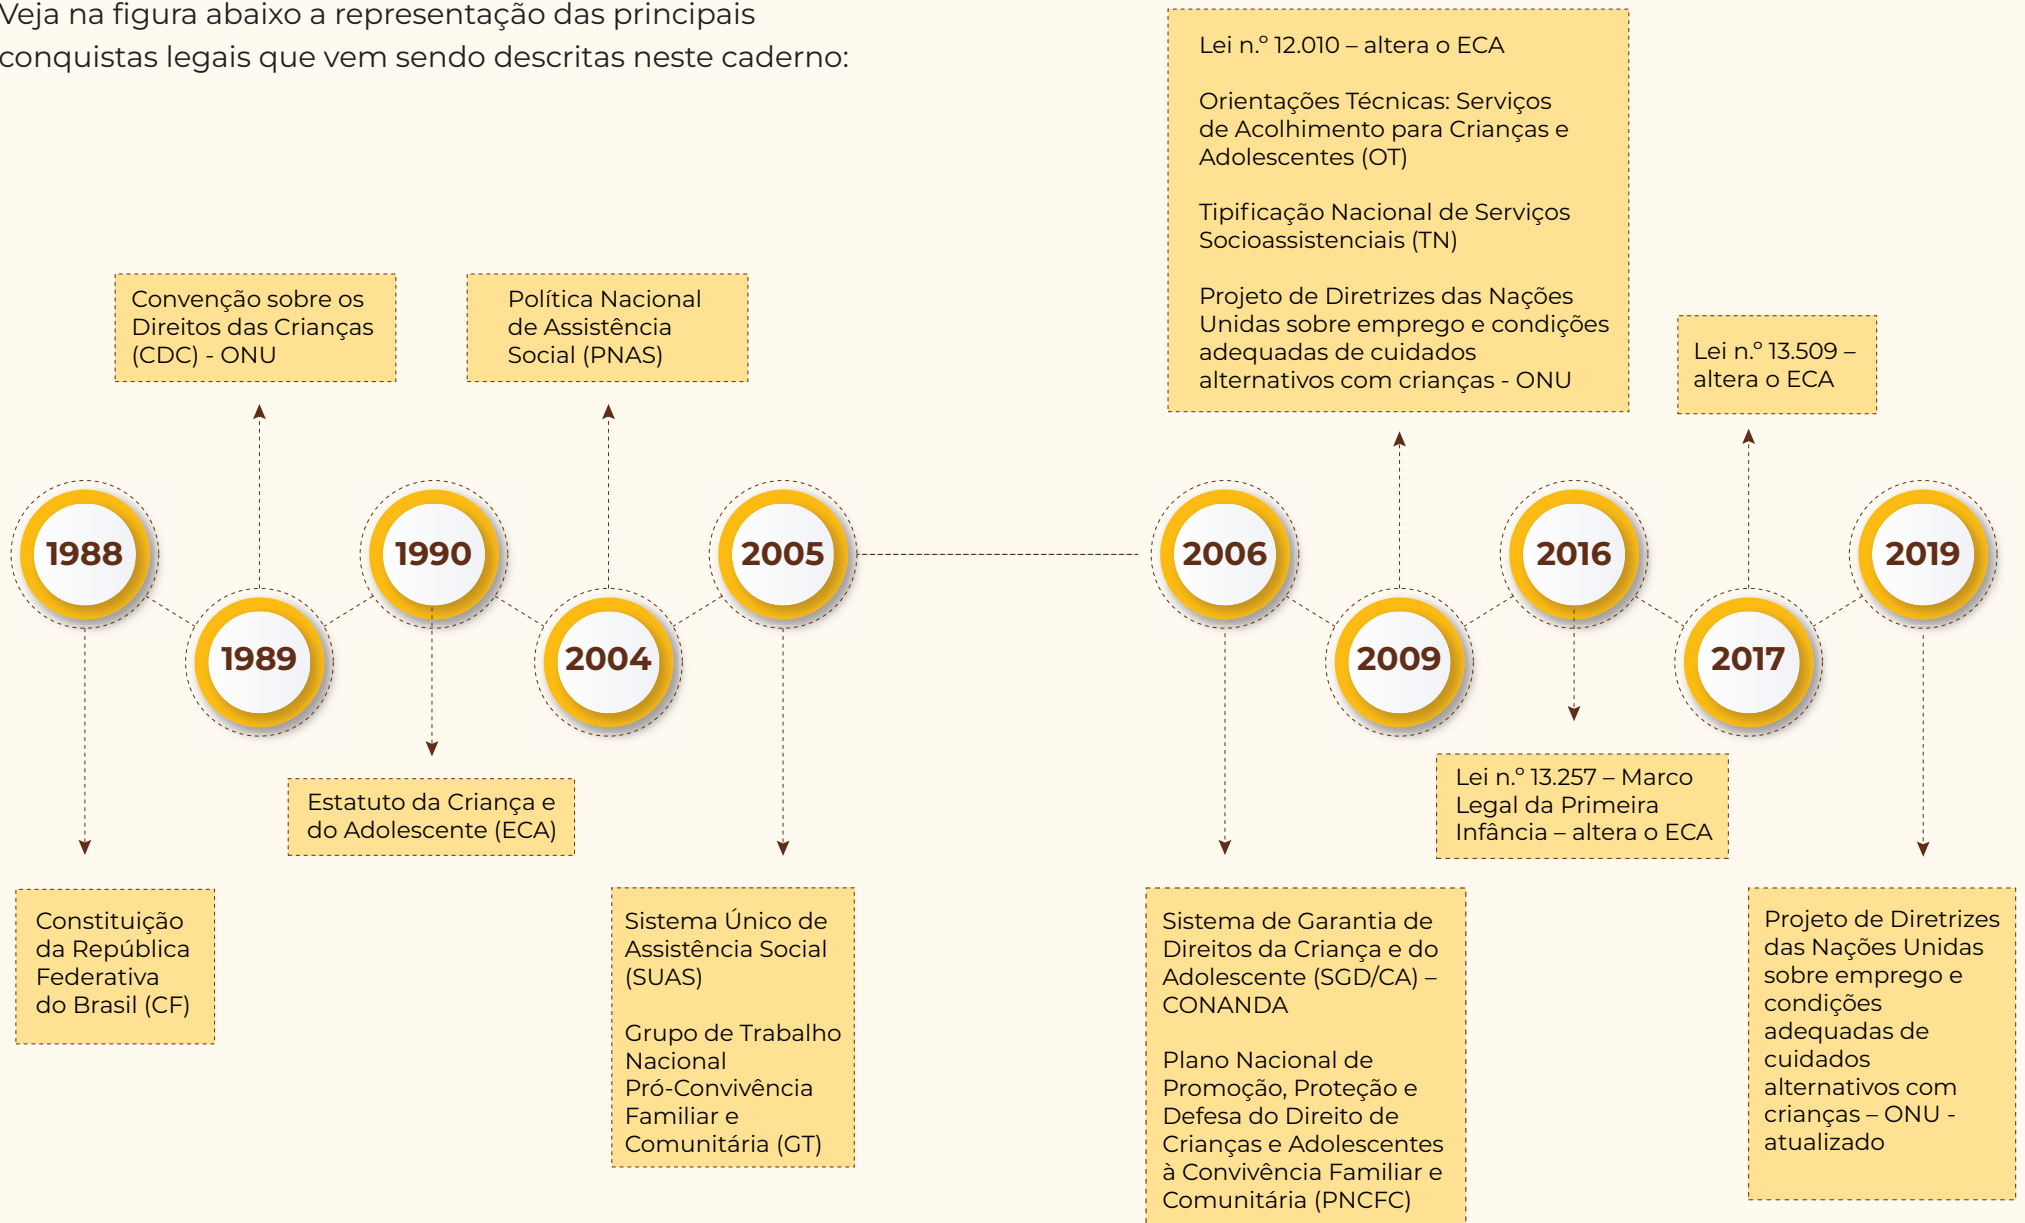 Veja na figura abaixo a representação das principais
conquistas legais que vem sendo descritas neste caderno:
Lei n.º 12.010 – altera o ECA
Orientações Técnicas: Serviços
de Acolhimento para Crianças e
Adolescentes (OT)
Tipificação Nacional de Serviços
Socioassistenciais (TN)
Projeto de Diretrizes das Nações
Unidas sobre emprego e condições
adequadas de cuidados
alternativos com crianças - ONU
Convenção sobre os
Direitos das Crianças
(CDC) - ONU
Política Nacional
de Assistência
Social (PNAS)
Lei n.º 13.509 –
altera o ECA
1988
1989
1990
2004
2005
2006
2009
2016
2017
2019
Estatuto da Criança e
do Adolescente (ECA)
Lei n.º 13.257 – Marco
Legal da Primeira
Infância – altera o ECA
Constituição
da República
Federativa
do Brasil (CF)
Sistema Único de
Assistência Social
(SUAS)
Grupo de Trabalho
Nacional
Pró-Convivência
Familiar e
Comunitária (GT)
Sistema de Garantia de
Direitos da Criança e do
Adolescente (SGD/CA) –
CONANDA
Plano Nacional de
Promoção, Proteção e
Defesa do Direito de
Crianças e Adolescentes
à Convivência Familiar e
Comunitária (PNCFC)
Projeto de Diretrizes
das Nações Unidas
sobre emprego e
condições
adequadas de
cuidados
alternativos com
crianças – ONU -
atualizado